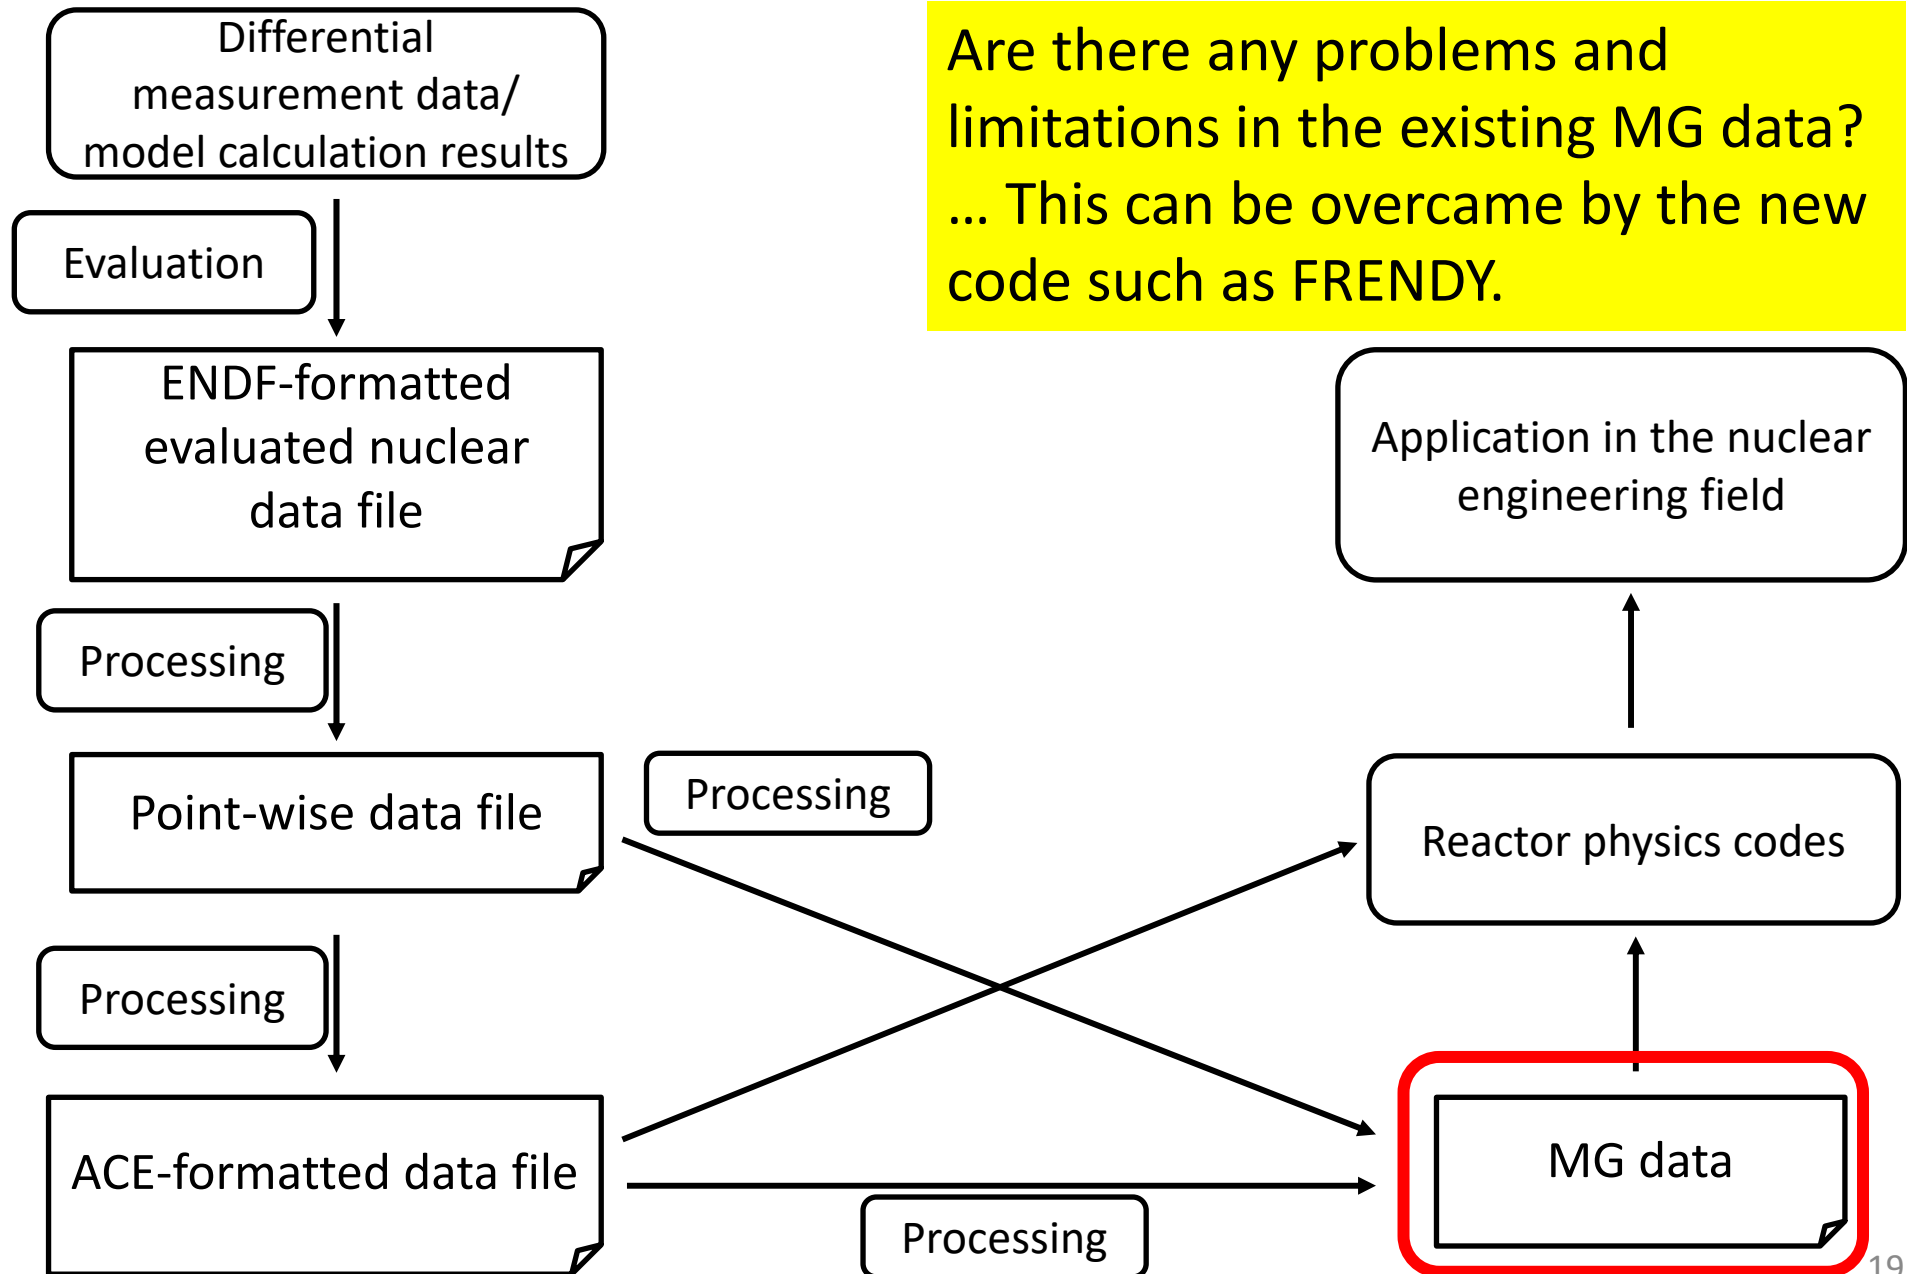 Differential
measurement data/
model calculation results
Are there any problems and
limitations in the existing MG data?
... This can be overcame by the new
code such as FRENDY.
Evaluation
ENDF-formatted
evaluated nuclear
data file
Application in the nuclear
engineering field
Processing
Point-wise data file
Processing
Reactor physics codes
Processing
ACE-formatted data file
MG data
Processing
19